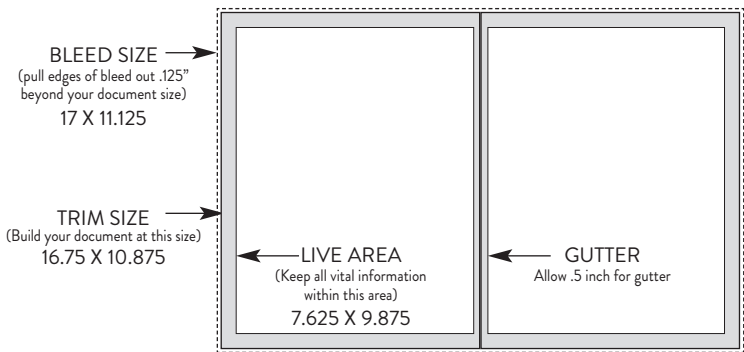 BLEED SIZE
(pull edges of bleed out .125”
beyond your document size)
17 X 11.125
TRIM SIZE
(Build your document at this size)
16.75 X 10.875
LIVE AREA
(Keep all vital information
within this area)
7.625 X 9.875
GUTTER
Allow .5 inch for gutter